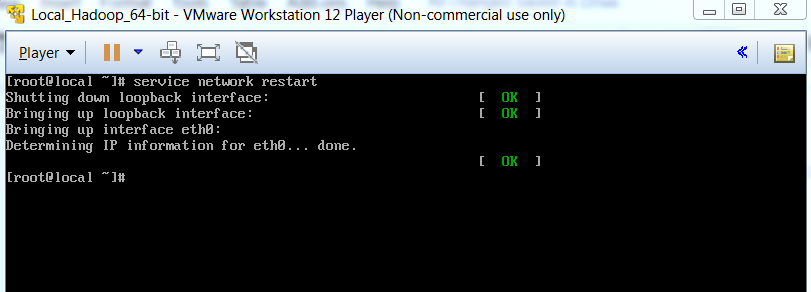 Local_Hadoop_64-bit - VMware Workstation 12 Player (Non-commercial use only)
Player
[root@local ~]# service network restart
Shutting down loopback interface: [ OK ]
Bringing up loopback interface: [ OK ]
Bringing up interface eth0:
Determining IP information for eth0... done.
[ OK ]
[root@local ~]#